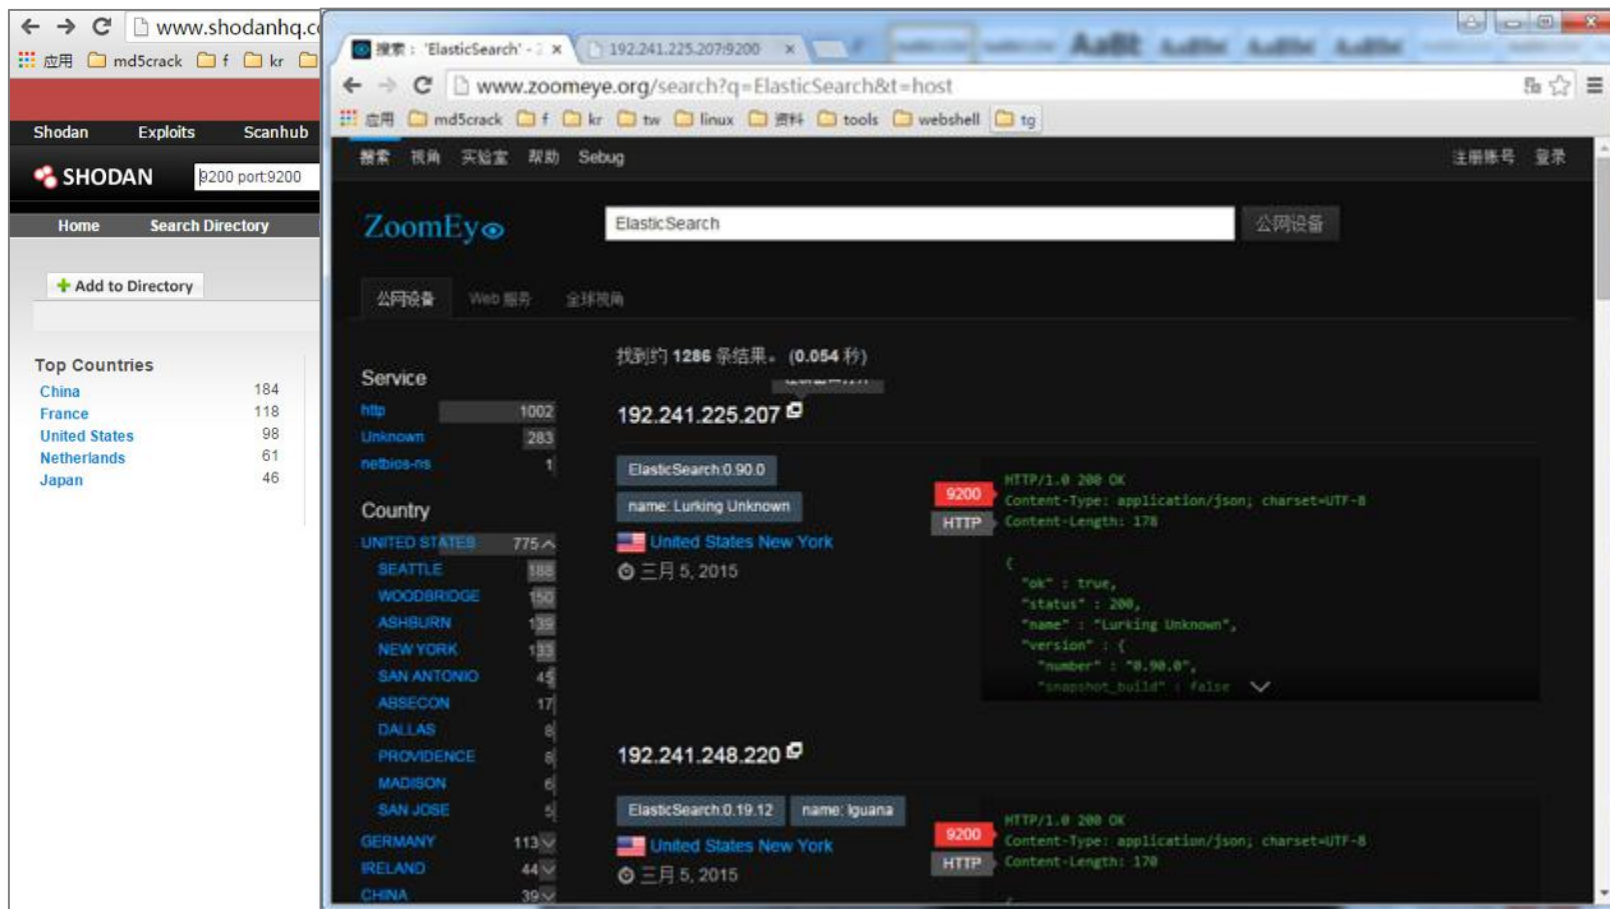 www.shodanhq.c
应用 md5crack f kr
Shodan Exploits Scanhub
SHODAN 9200 port:9200
Home Search Directory
Add to Directory
Top Countries
China 184
France 118
United States 98
Netherlands 61
Japan 46
搜索: 'ElasticSearch' - 192.241.225.207:9200
AaBb
www.zoomeye.org/search?q=ElasticSearch&t=host
应用 md5crack f kr tw linux 资料 tools webshell tg
搜索 视角 实验室 帮助 Sebug 注册账号 登录
ZoomEye ElasticSearch 公网设备
公网设备 Web 服务 全球视角
找到约 1286 条结果。 (0.054 秒)
Service
http 1002
Unknown 283
netbios-ns 1
Country
UNITED STATES 775
SEATTLE 188
WOODBRIDGE 150
ASHBURN 139
NEW YORK 133
SAN ANTONIO 45
ABSECON 17
DALLAS 8
PROVIDENCE 8
MADISON 6
SAN JOSE 5
GERMANY 113
IRELAND 44
CHINA 39
192.241.225.207
ElasticSearch:0.90.0
name: Lurking Unknown
United States New York
三月 5, 2015
9200
HTTP
HTTP/1.0 200 OK
Content-Type: application/json; charset=UTF-8
Content-Length: 178
{
"ok" : true,
"status" : 200,
"name" : "Lurking Unknown",
"version" : {
"number" : "0.90.0",
"snapshot_build" : false
192.241.248.220
ElasticSearch:0.19.12 name: Iguana
United States New York
三月 5, 2015
9200
HTTP
HTTP/1.0 200 OK
Content-Type: application/json; charset=UTF-8
Content-Length: 170
{